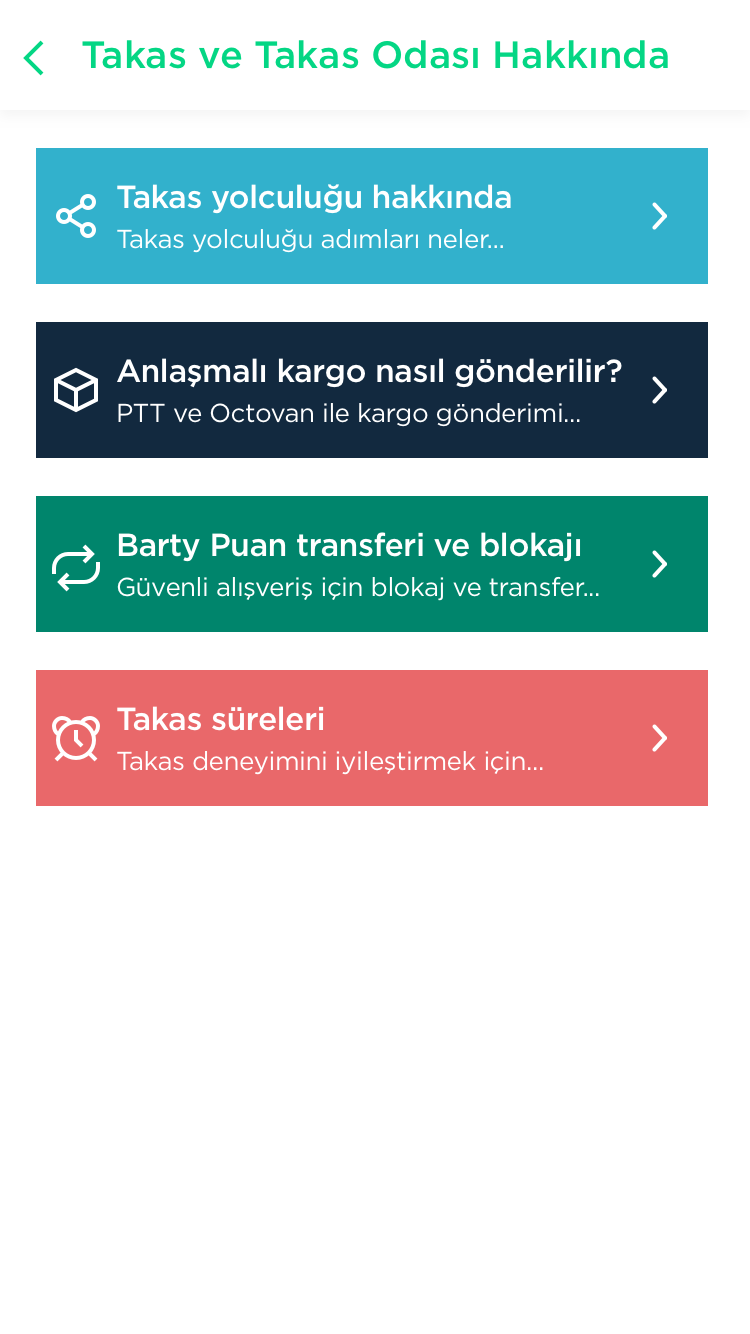 Takas ve Takas Odası Hakkında
Takas yolculuğu hakkında
Takas yolculuğu adımları neler...
Anlaşmalı kargo nasıl gönderilir?
PTT ve Octovan ile kargo gönderimi...
Barty Puan transferi ve blokajı
Güvenli alışveriş için blokaj ve transfer...
Takas süreleri
Takas deneyimini iyileştirmek için...